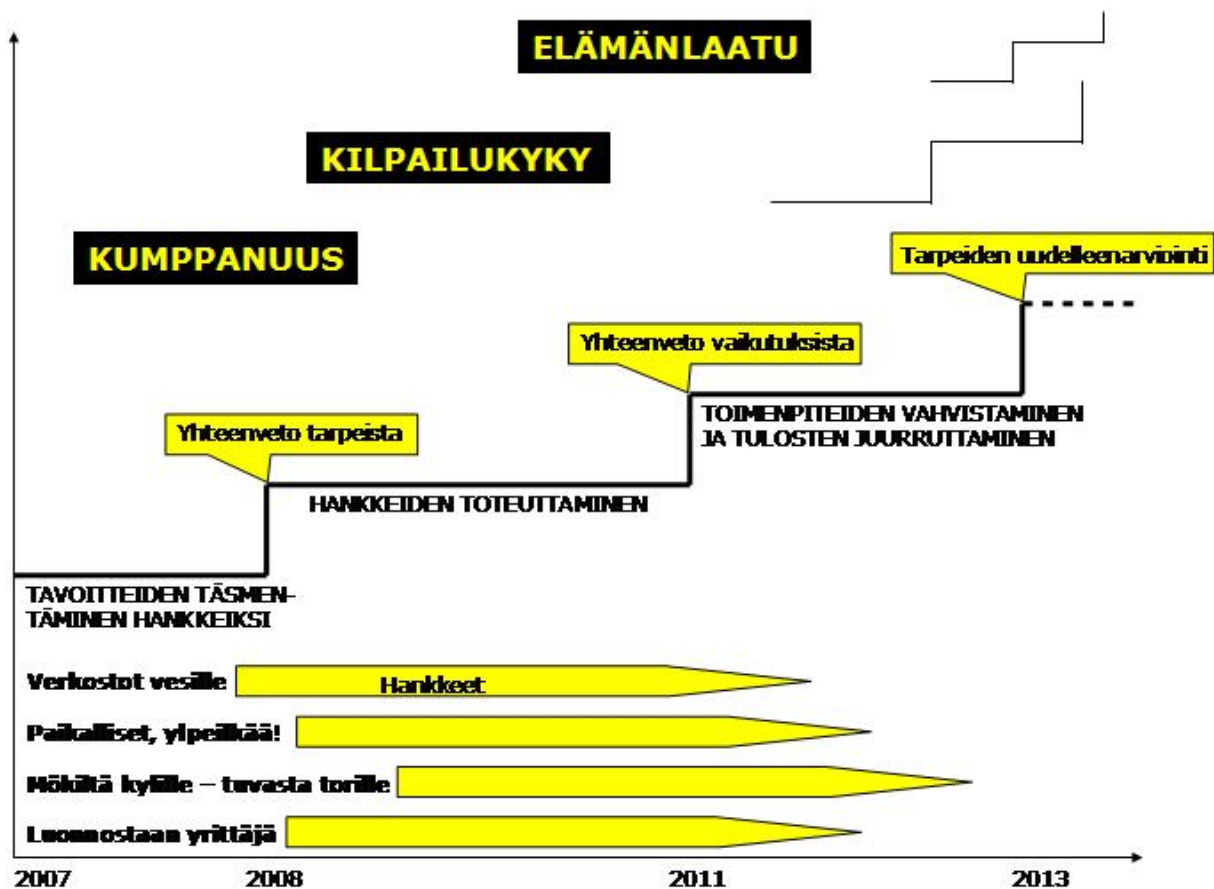 ELÄMÄNLAATU
KILPAILUKYKY
KUMPPANUUS
Tarpeiden uudelleenarviointi
Yhteenveto vaikutuksista
TOIMENPITEIDEN VAHVISTAMINEN
JA TULOSTEN JUURRUTTAMINEN
Yhteenveto tarpeista
HANKKEIDEN TOTEUTTAMINEN
TAVOITTEIDEN TÄSMEN-
TÄMINEN HANKKEIKSI
Verkostot vesille
Hankkeet
Paikalliset, ylpeilkää!
Mökiltä kylille – tuvasta torille
Luonnostaan yrittäjä
2007 2008 2011 2013